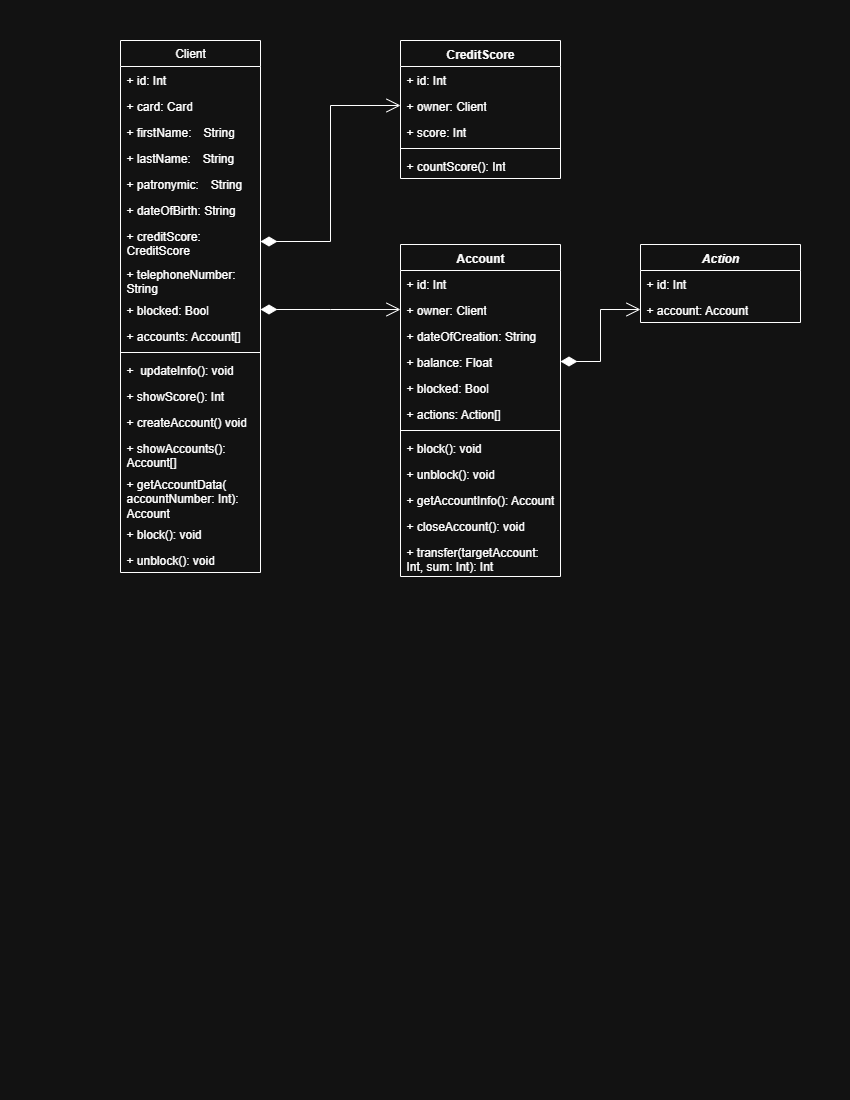 Client
+ id: Int
+ card: Card
+ firstName: String
+ lastName: String
+ patronymic: String
+ dateOfBirth: String
+ creditScore:
CreditScore
+ telephoneNumber:
String
+ blocked: Bool
+ accounts: Account[]
+ updateInfo(): void
+ showScore(): Int
+ createAccount() void
+ showAccounts():
Account[]
+ getAccountData(
accountNumber: Int):
Account
+ block(): void
+ unblock(): void
CreditScore
+ id: Int
+ owner: Client
+ score: Int
+ countScore(): Int
Account
+ id: Int
+ owner: Client
+ dateOfCreation: String
+ balance: Float
+ blocked: Bool
+ actions: Action[]
+ block(): void
+ unblock(): void
+ getAccountInfo(): Account
+ closeAccount(): void
+ transfer(targetAccount:
Int, sum: Int): Int
Action
+ id: Int
+ account: Account